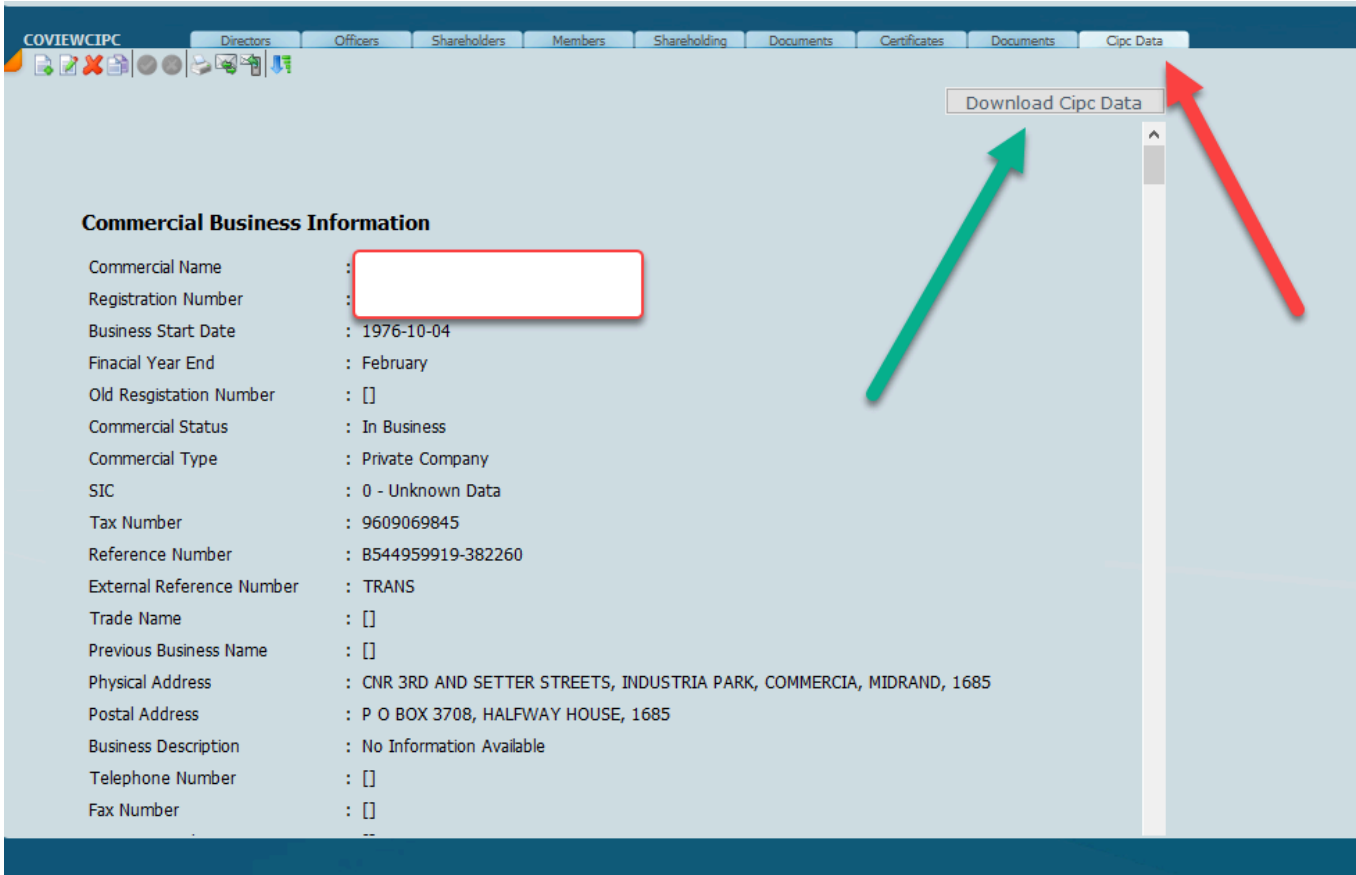 COVIEWCIPC Directors Officers Shareholders Members Shareholding Documents Certificates Documents Cipc Data
Download Cipc Data
Commercial Business Information
Commercial Name :
Registration Number :
Business Start Date : 1976-10-04
Finacial Year End : February
Old Resgistation Number : []
Commercial Status : In Business
Commercial Type : Private Company
SIC : 0 - Unknown Data
Tax Number : 9609069845
Reference Number : B544959919-382260
External Reference Number : TRANS
Trade Name : []
Previous Business Name : []
Physical Address : CNR 3RD AND SETTER STREETS, INDUSTRIA PARK, COMMERCIA, MIDRAND, 1685
Postal Address : P O BOX 3708, HALFWAY HOUSE, 1685
Business Description : No Information Available
Telephone Number : []
Fax Number : []